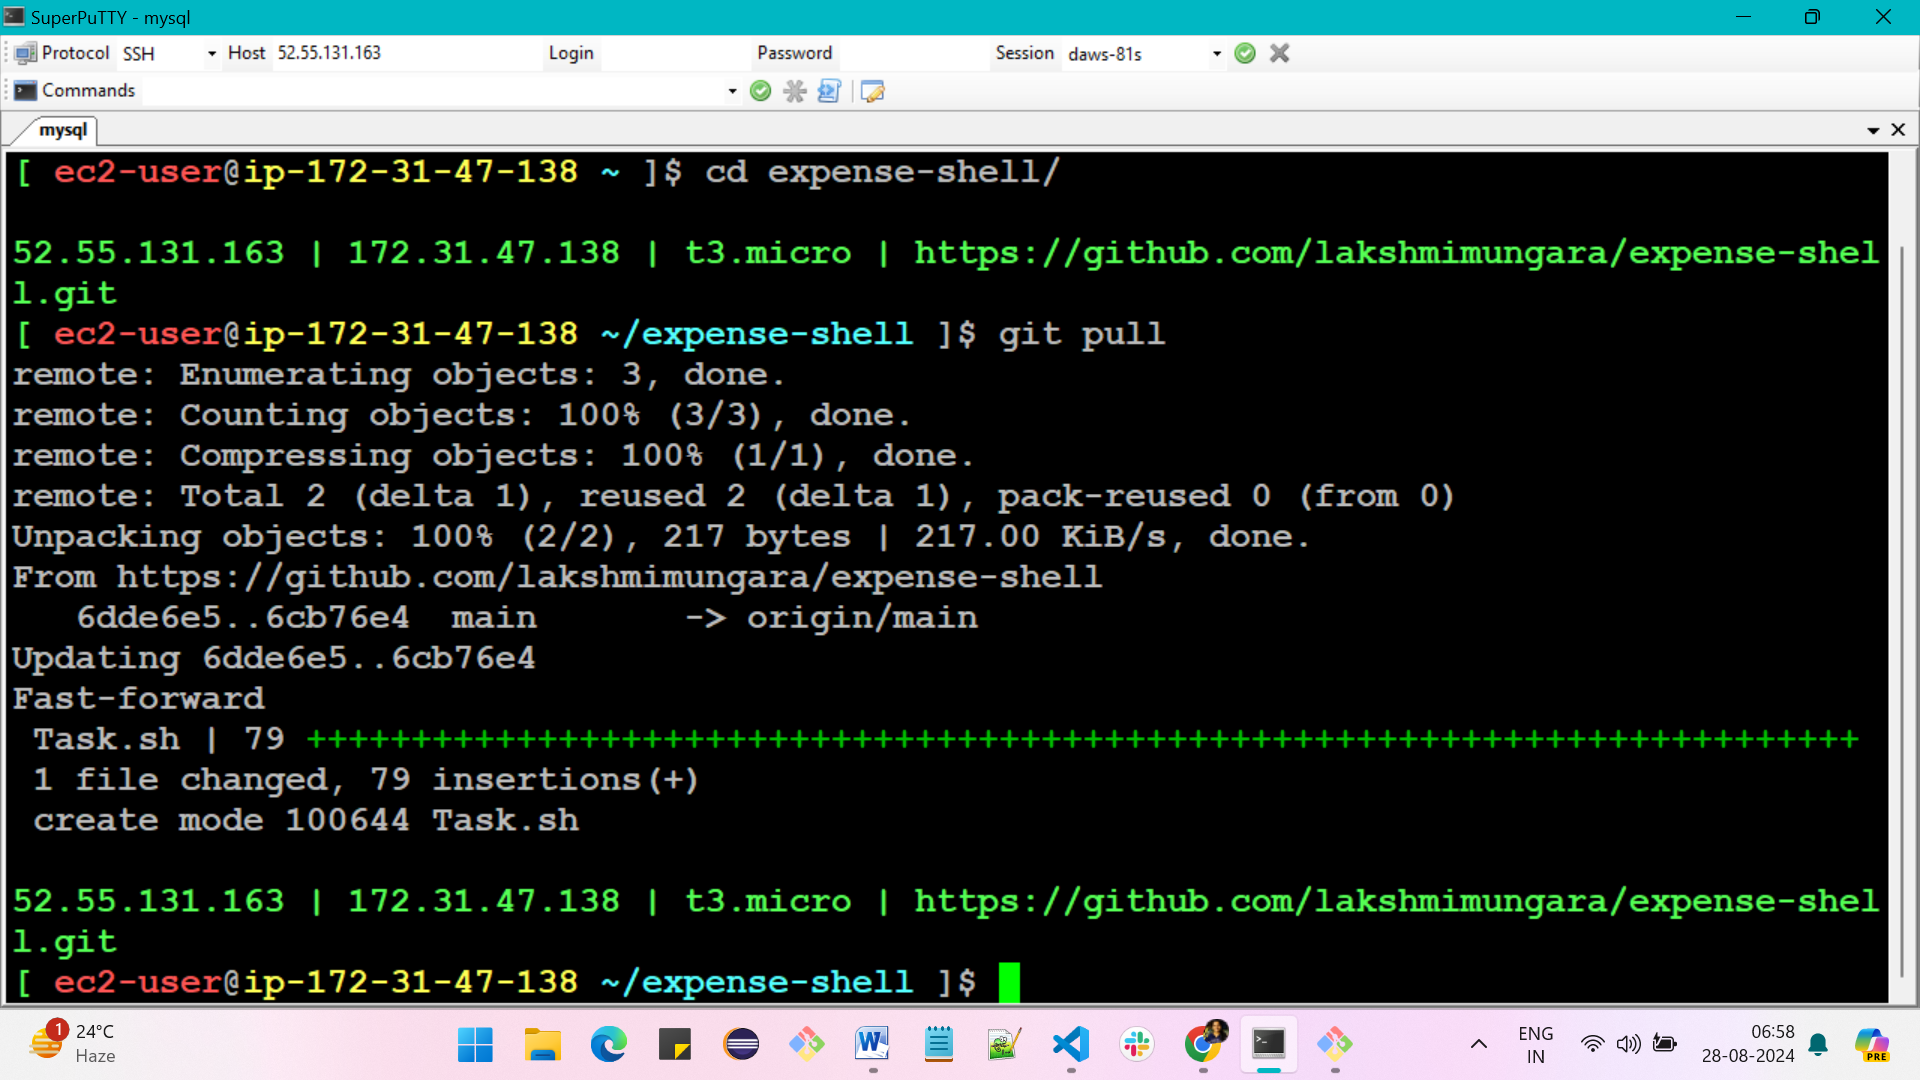 SuperPuTTY - mysql
Protocol SSH Host 52.55.131.163 Login Password Session daws-81s
Commands
mysql
[ ec2-user@ip-172-31-47-138 ~ ]$ cd expense-shell/
52.55.131.163 | 172.31.47.138 | t3.micro | https://github.com/lakshmimungara/expense-shel
l.git
[ ec2-user@ip-172-31-47-138 ~/expense-shell ]$ git pull
remote: Enumerating objects: 3, done.
remote: Counting objects: 100% (3/3), done.
remote: Compressing objects: 100% (1/1), done.
remote: Total 2 (delta 1), reused 2 (delta 1), pack-reused 0 (from 0)
Unpacking objects: 100% (2/2), 217 bytes | 217.00 KiB/s, done.
From https://github.com/lakshmimungara/expense-shell
   6dde6e5..6cb76e4  main       -> origin/main
Updating 6dde6e5..6cb76e4
Fast-forward
 Task.sh | 79 ++++++++++++++++++++++++++++++++++++++++++++++++++++++++++++++++++++++++++
 1 file changed, 79 insertions(+)
 create mode 100644 Task.sh
52.55.131.163 | 172.31.47.138 | t3.micro | https://github.com/lakshmimungara/expense-shel
l.git
[ ec2-user@ip-172-31-47-138 ~/expense-shell ]$
1 24°C
Haze
ENG
IN
06:58
28-08-2024
PRE